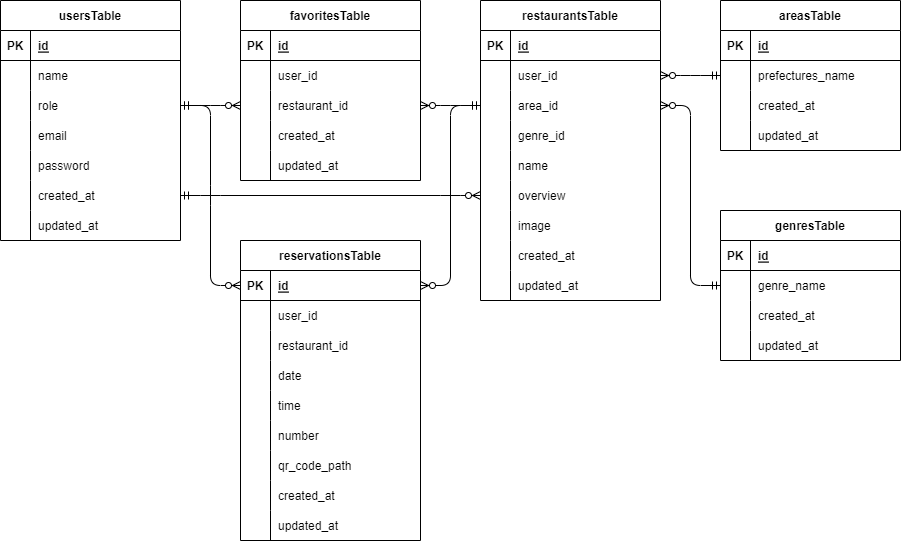 usersTable
PK id
name
role
email
password
created_at
updated_at
favoritesTable
PK id
user_id
restaurant_id
created_at
updated_at
reservationsTable
PK id
user_id
restaurant_id
date
time
number
qr_code_path
created_at
updated_at
restaurantsTable
PK id
user_id
area_id
genre_id
name
overview
image
created_at
updated_at
areasTable
PK id
prefectures_name
created_at
updated_at
genresTable
PK id
genre_name
created_at
updated_at